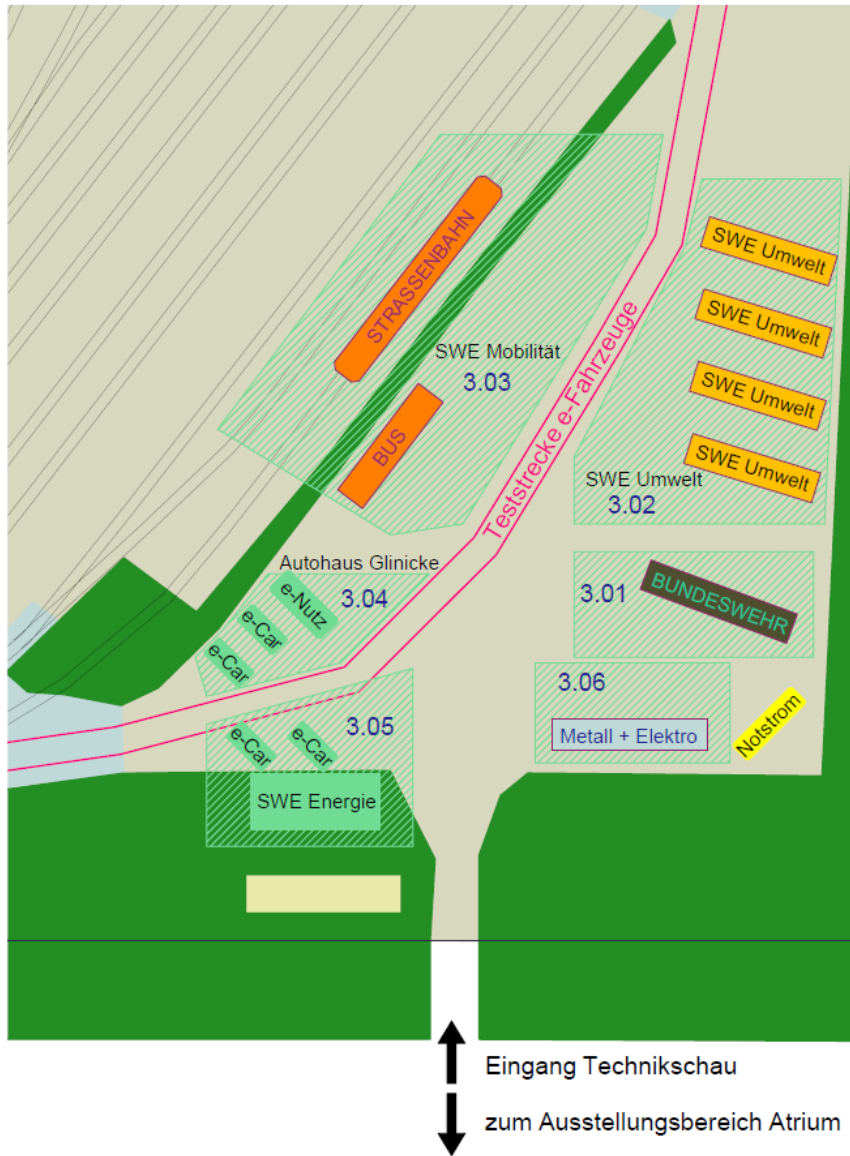 STRASSENBAHN
SWE Mobilität
3.03
BUS
Teststrecke e-Fahrzeuge
SWE Umwelt
SWE Umwelt
SWE Umwelt
SWE Umwelt
SWE Umwelt
3.02
Autohaus Glinicke
3.04
e-Nutz
e-Car
e-Car
3.01
BUNDESWEHR
3.06
Metall + Elektro
Notstrom
3.05
e-Car
e-Car
SWE Energie
Eingang Technikschau
zum Ausstellungsbereich Atrium